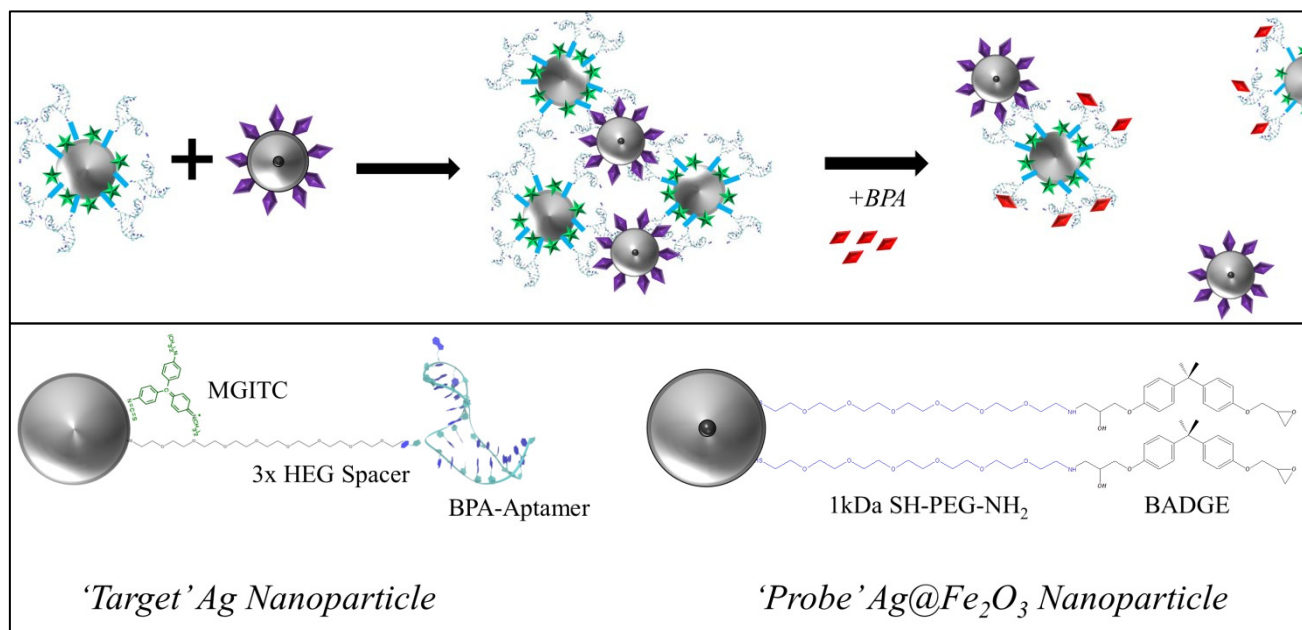 +BPA
MGITC
N=C=S
3x HEG Spacer
BPA-Aptamer
1kDa SH-PEG-NH₂
BADGE
'Target' Ag Nanoparticle
'Probe' Ag@Fe₂O₃ Nanoparticle